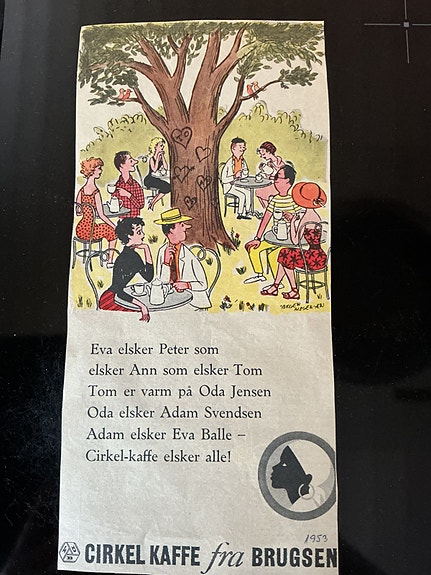 Eva elsker Peter som
elsker Ann som elsker Tom
Tom er varm på Oda Jensen
Oda elsker Adam Svendsen
Adam elsker Eva Balle –
Cirkel-kaffe elsker alle!
1953
CIRKEL KAFFE fra BRUGSEN